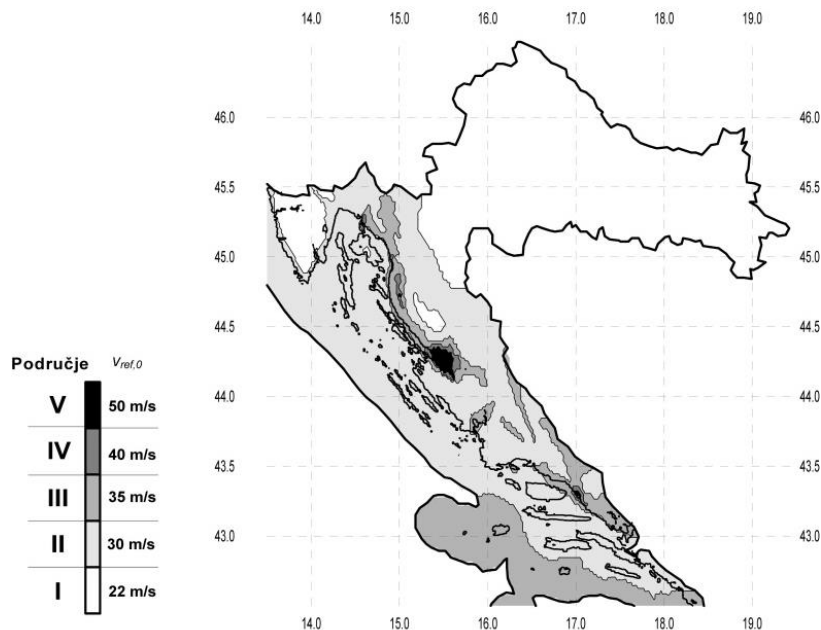 14.0 15.0 16.0 17.0 18.0 19.0
46.0 46.0
45.5 45.5
45.0 45.0
44.5 44.5
44.0 44.0
43.5 43.5
43.0 43.0
14.0 15.0 16.0 17.0 18.0 19.0
Područje vref,0
V 50 m/s
IV 40 m/s
III 35 m/s
II 30 m/s
I 22 m/s